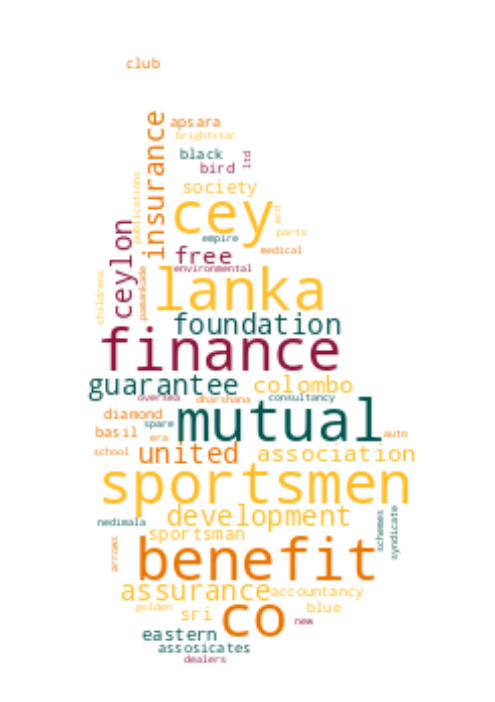 club
insurance
apsara
brightstar
black
ltd
bird
publications
society
cey
ard
parts
ceylon
empire
free
medical
environmental
childrens
pamankade
lanka
foundation
finance
guarantee
colombo
oversea
dharshana
consultancy
mutual
diamond
spare
basil
era
auto
school
united
association
sportsmen
development
nedimala
schemes
syndicate
sportsman
arrows
benefit
assurance
accountancy
golden
sri
co
blue
new
eastern
assosicates
dealers